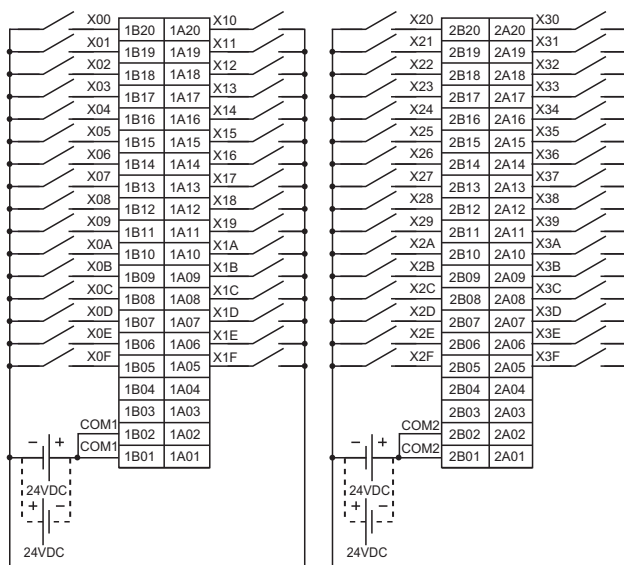 X00 1B20 1A20 X10 X20 2B20 2A20 X30
X01 1B19 1A19 X11 X21 2B19 2A19 X31
X02 1B18 1A18 X12 X22 2B18 2A18 X32
X03 1B17 1A17 X13 X23 2B17 2A17 X33
X04 1B16 1A16 X14 X24 2B16 2A16 X34
X05 1B15 1A15 X15 X25 2B15 2A15 X35
X06 1B14 1A14 X16 X26 2B14 2A14 X36
X07 1B13 1A13 X17 X27 2B13 2A13 X37
X08 1B12 1A12 X18 X28 2B12 2A12 X38
X09 1B11 1A11 X19 X29 2B11 2A11 X39
X0A 1B10 1A10 X1A X2A 2B10 2A10 X3A
X0B 1B09 1A09 X1B X2B 2B09 2A09 X3B
X0C 1B08 1A08 X1C X2C 2B08 2A08 X3C
X0D 1B07 1A07 X1D X2D 2B07 2A07 X3D
X0E 1B06 1A06 X1E X2E 2B06 2A06 X3E
X0F 1B05 1A05 X1F X2F 2B05 2A05 X3F
1B04 1A04 2B04 2A04
1B03 1A03 2B03 2A03
COM1 1B02 1A02 COM2 2B02 2A02
− + − +
COM1 1B01 1A01 COM2 2B01 2A01
24VDC 24VDC
+ − + −
24VDC 24VDC